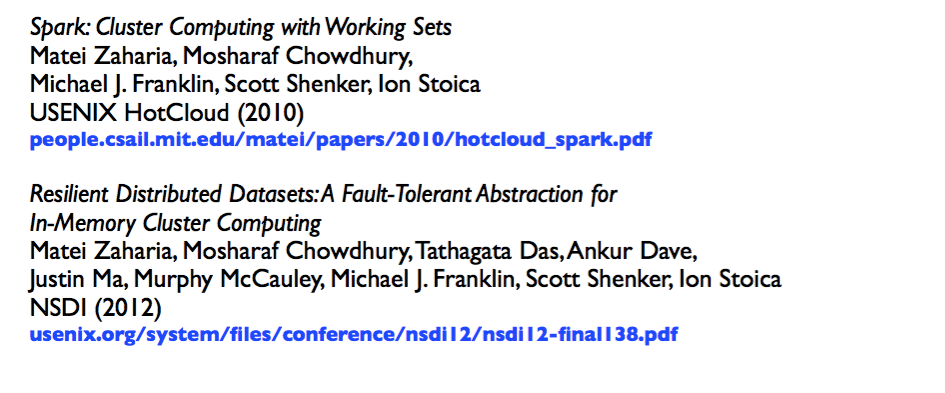 Spark: Cluster Computing with Working Sets
Matei Zaharia, Mosharaf Chowdhury,
Michael J. Franklin, Scott Shenker, Ion Stoica
USENIX HotCloud (2010)
people.csail.mit.edu/matei/papers/2010/hotcloud_spark.pdf
Resilient Distributed Datasets: A Fault-Tolerant Abstraction for
In-Memory Cluster Computing
Matei Zaharia, Mosharaf Chowdhury, Tathagata Das, Ankur Dave,
Justin Ma, Murphy McCauley, Michael J. Franklin, Scott Shenker, Ion Stoica
NSDI (2012)
usenix.org/system/files/conference/nsdi12/nsdi12-final138.pdf